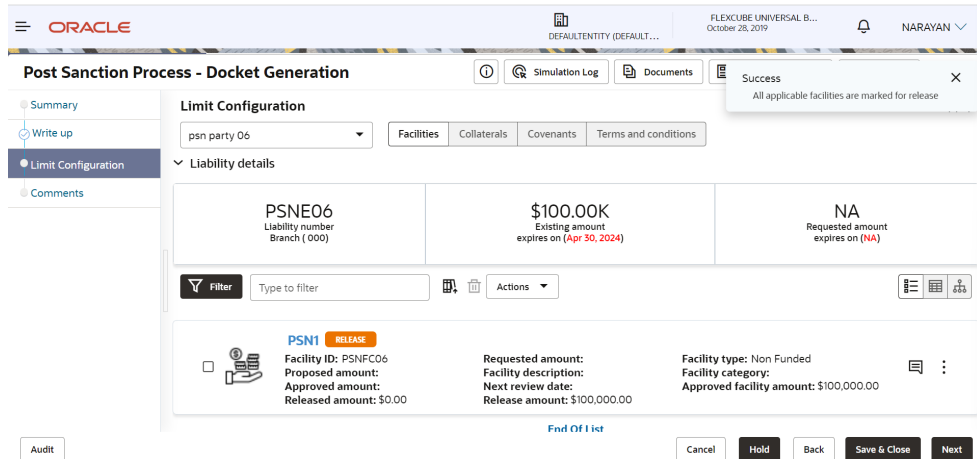 ORACLE
DEFAULTENTITY (DEFAULT...
FLEXCUBE UNIVERSAL B...
October 28, 2019
NARAYAN
Post Sanction Process - Docket Generation
Simulation Log
Documents
Success
All applicable facilities are marked for release
Summary
Write up
Limit Configuration
Comments
Limit Configuration
psn party 06
Facilities
Collaterals
Covenants
Terms and conditions
Liability details
PSNE06
Liability number
Branch ( 000)
$100.00K
Existing amount
expires on (Apr 30, 2024)
NA
Requested amount
expires on (NA)
Filter
Type to filter
Actions
PSN1 RELEASE
Facility ID: PSNFC06
Proposed amount:
Approved amount:
Released amount: $0.00
Requested amount:
Facility description:
Next review date:
Release amount: $100,000.00
Facility type: Non Funded
Facility category:
Approved facility amount: $100,000.00
End Of List
Audit
Cancel
Hold
Back
Save & Close
Next